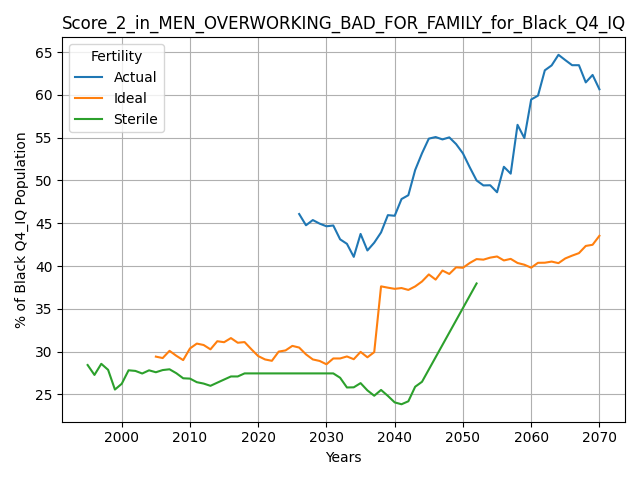 Score_2_in_MEN_OVERWORKING_BAD_FOR_FAMILY_for_Black_Q4_IQ
Fertility
Actual
Ideal
Sterile
% of Black Q4_IQ Population
65
60
55
50
45
40
35
30
25
2000 2010 2020 2030 2040 2050 2060 2070
Years